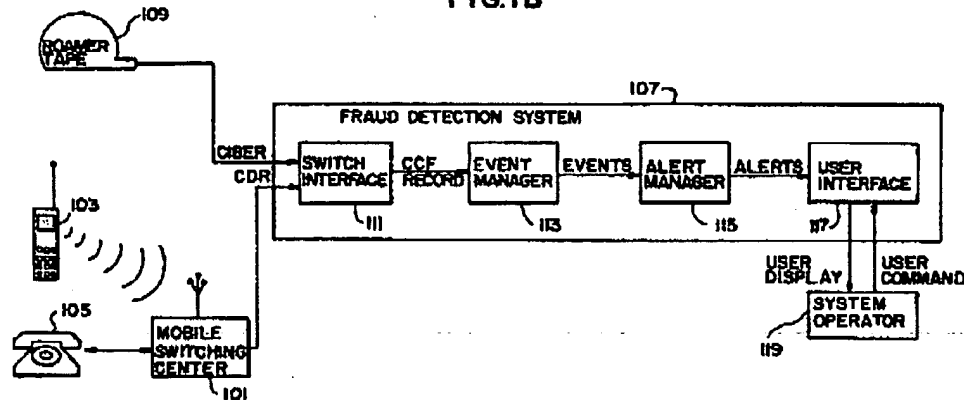 FIG.1B
109
ROAMER
TAPE
107
FRAUD DETECTION SYSTEM
CIBER
CDR
SWITCH
INTERFACE
CCF
RECORD
EVENT
MANAGER
EVENTS
ALERT
MANAGER
ALERTS
USER
INTERFACE
111
113
115
117
103
USER
DISPLAY
USER
COMMAND
SYSTEM
OPERATOR
119
105
MOBILE
SWITCHING
CENTER
101